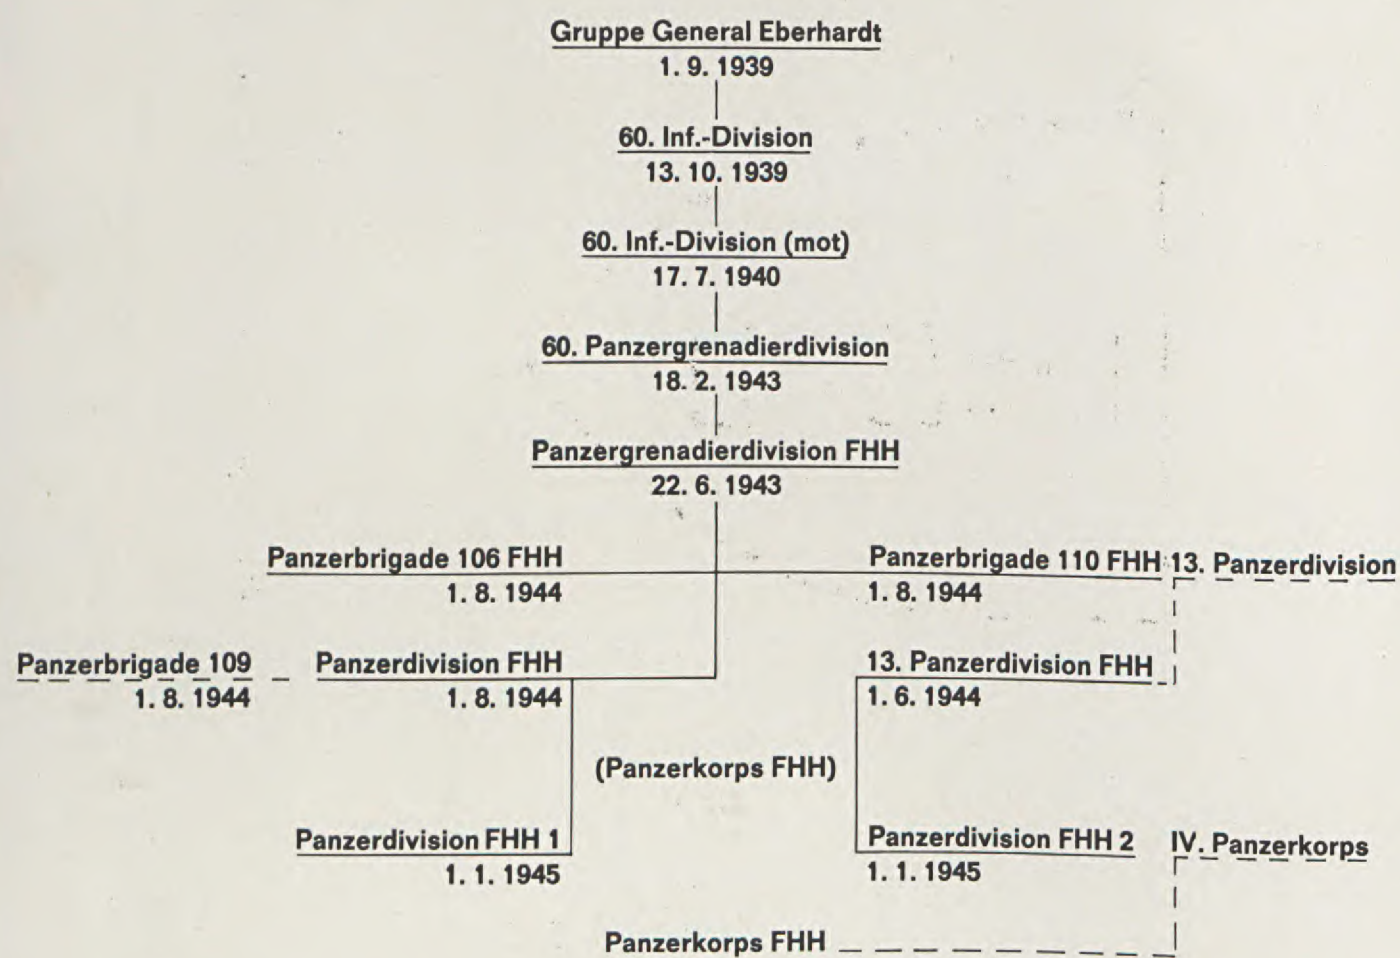 Gruppe General Eberhardt
1. 9. 1939
60. Inf.-Division
13. 10. 1939
60. Inf.-Division (mot)
17. 7. 1940
60. Panzergrenadierdivision
18. 2. 1943
Panzergrenadierdivision FHH
22. 6. 1943
Panzerbrigade 106 FHH
1. 8. 1944
Panzerbrigade 110 FHH
1. 8. 1944
13. Panzerdivision
Panzerbrigade 109
1. 8. 1944
Panzerdivision FHH
1. 8. 1944
13. Panzerdivision FHH
1. 6. 1944
(Panzerkorps FHH)
Panzerdivision FHH 1
1. 1. 1945
Panzerdivision FHH 2
1. 1. 1945
IV. Panzerkorps
Panzerkorps FHH